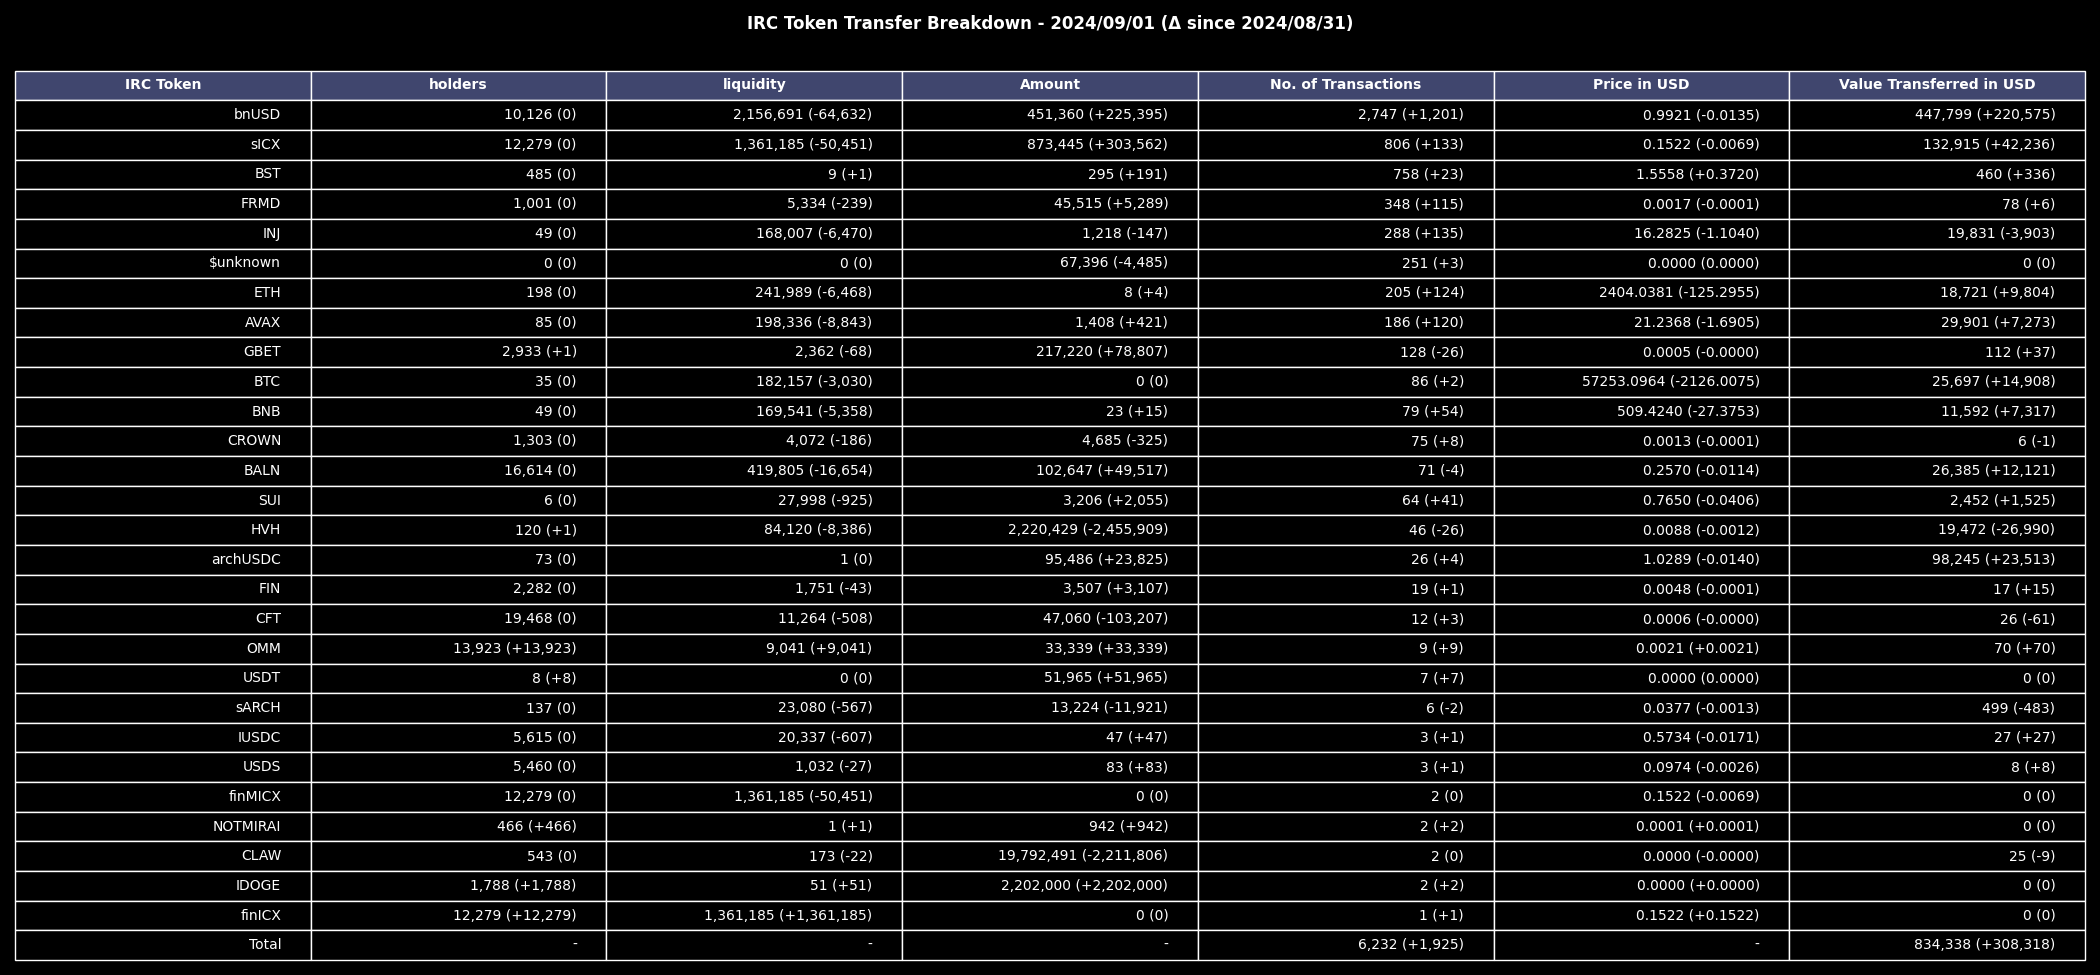 IRC Token Transfer Breakdown - 2024/09/01 (Δ since 2024/08/31)
IRC Token holders liquidity Amount No. of Transactions Price in USD Value Transferred in USD
bnUSD 10,126 (0) 2,156,691 (-64,632) 451,360 (+225,395) 2,747 (+1,201) 0.9921 (-0.0135) 447,799 (+220,575)
sICX 12,279 (0) 1,361,185 (-50,451) 873,445 (+303,562) 806 (+133) 0.1522 (-0.0069) 132,915 (+42,236)
BST 485 (0) 9 (+1) 295 (+191) 758 (+23) 1.5558 (+0.3720) 460 (+336)
FRMD 1,001 (0) 5,334 (-239) 45,515 (+5,289) 348 (+115) 0.0017 (-0.0001) 78 (+6)
INJ 49 (0) 168,007 (-6,470) 1,218 (-147) 288 (+135) 16.2825 (-1.1040) 19,831 (-3,903)
$unknown 0 (0) 0 (0) 67,396 (-4,485) 251 (+3) 0.0000 (0.0000) 0 (0)
ETH 198 (0) 241,989 (-6,468) 8 (+4) 205 (+124) 2404.0381 (-125.2955) 18,721 (+9,804)
AVAX 85 (0) 198,336 (-8,843) 1,408 (+421) 186 (+120) 21.2368 (-1.6905) 29,901 (+7,273)
GBET 2,933 (+1) 2,362 (-68) 217,220 (+78,807) 128 (-26) 0.0005 (-0.0000) 112 (+37)
BTC 35 (0) 182,157 (-3,030) 0 (0) 86 (+2) 57253.0964 (-2126.0075) 25,697 (+14,908)
BNB 49 (0) 169,541 (-5,358) 23 (+15) 79 (+54) 509.4240 (-27.3753) 11,592 (+7,317)
CROWN 1,303 (0) 4,072 (-186) 4,685 (-325) 75 (+8) 0.0013 (-0.0001) 6 (-1)
BALN 16,614 (0) 419,805 (-16,654) 102,647 (+49,517) 71 (-4) 0.2570 (-0.0114) 26,385 (+12,121)
SUI 6 (0) 27,998 (-925) 3,206 (+2,055) 64 (+41) 0.7650 (-0.0406) 2,452 (+1,525)
HVH 120 (+1) 84,120 (-8,386) 2,220,429 (-2,455,909) 46 (-26) 0.0088 (-0.0012) 19,472 (-26,990)
archUSDC 73 (0) 1 (0) 95,486 (+23,825) 26 (+4) 1.0289 (-0.0140) 98,245 (+23,513)
FIN 2,282 (0) 1,751 (-43) 3,507 (+3,107) 19 (+1) 0.0048 (-0.0001) 17 (+15)
CFT 19,468 (0) 11,264 (-508) 47,060 (-103,207) 12 (+3) 0.0006 (-0.0000) 26 (-61)
OMM 13,923 (+13,923) 9,041 (+9,041) 33,339 (+33,339) 9 (+9) 0.0021 (+0.0021) 70 (+70)
USDT 8 (+8) 0 (0) 51,965 (+51,965) 7 (+7) 0.0000 (0.0000) 0 (0)
sARCH 137 (0) 23,080 (-567) 13,224 (-11,921) 6 (-2) 0.0377 (-0.0013) 499 (-483)
IUSDC 5,615 (0) 20,337 (-607) 47 (+47) 3 (+1) 0.5734 (-0.0171) 27 (+27)
USDS 5,460 (0) 1,032 (-27) 83 (+83) 3 (+1) 0.0974 (-0.0026) 8 (+8)
finMICX 12,279 (0) 1,361,185 (-50,451) 0 (0) 2 (0) 0.1522 (-0.0069) 0 (0)
NOTMIRAI 466 (+466) 1 (+1) 942 (+942) 2 (+2) 0.0001 (+0.0001) 0 (0)
CLAW 543 (0) 173 (-22) 19,792,491 (-2,211,806) 2 (0) 0.0000 (-0.0000) 25 (-9)
IDOGE 1,788 (+1,788) 51 (+51) 2,202,000 (+2,202,000) 2 (+2) 0.0000 (+0.0000) 0 (0)
finICX 12,279 (+12,279) 1,361,185 (+1,361,185) 0 (0) 1 (+1) 0.1522 (+0.1522) 0 (0)
Total - - - 6,232 (+1,925) - 834,338 (+308,318)